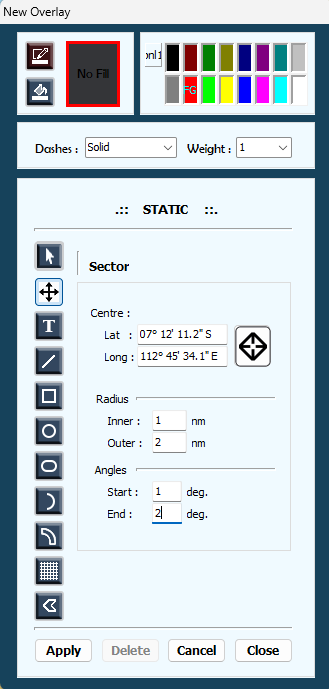 New Overlay
No Fill
onl1
FG
Dashes : Solid Weight : 1
.:: STATIC ::.
Sector
T
Centre :
Lat : 07° 12' 11.2" S
Long : 112° 45' 34.1" E
Radius
Inner : 1 nm
Outer : 2 nm
Angles
Start : 1 deg.
End : 2 deg.
Apply Delete Cancel Close